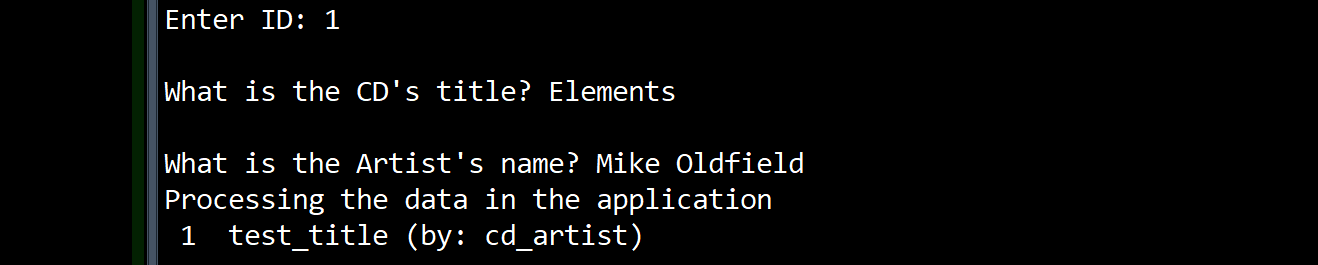 Enter ID: 1
What is the CD's title? Elements
What is the Artist's name? Mike Oldfield
Processing the data in the application
1 test_title (by: cd_artist)